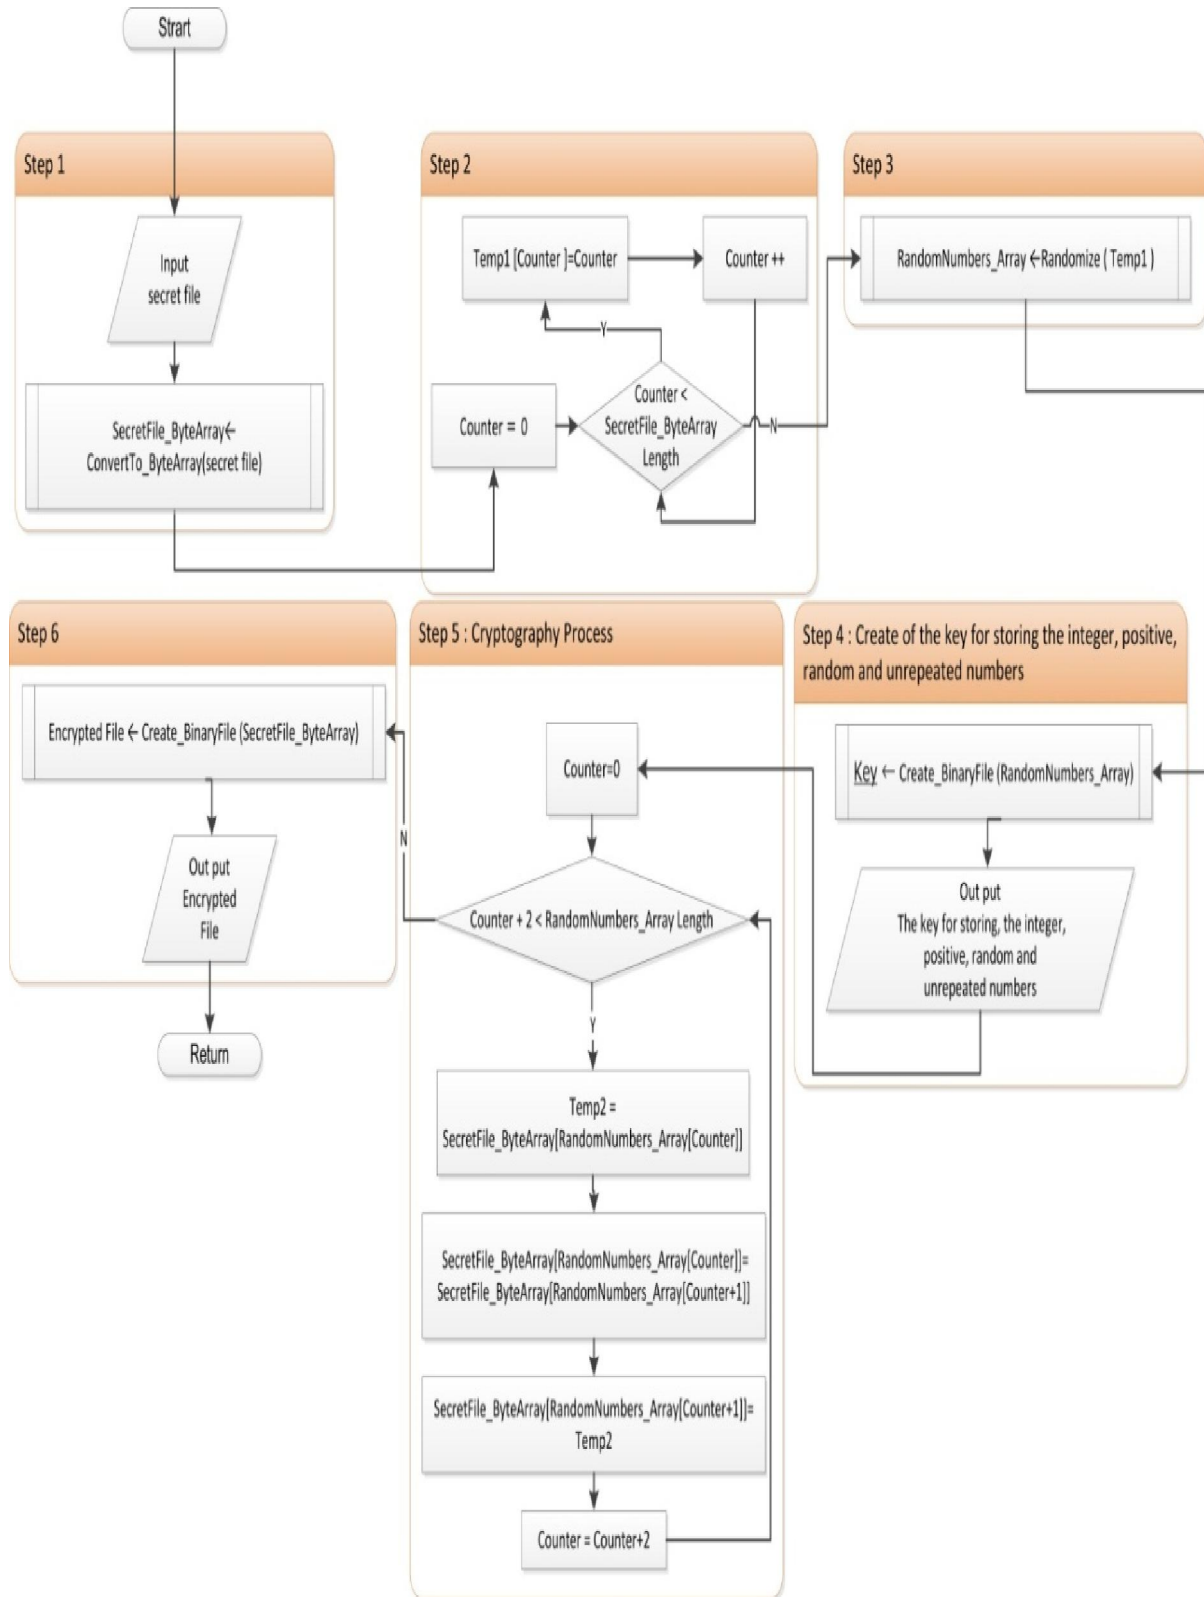 Strart
Step 1
Input
secret file
SecretFile_ByteArray←
ConvertTo_ByteArray(secret file)
Step 2
Temp1 [Counter ]=Counter
Counter ++
Y
Counter = 0
Counter <
SecretFile_ByteArray
Length
N
Step 3
RandomNumbers_Array ←Randomize ( Temp1 )
Step 4 : Create of the key for storing the integer, positive,
random and unrepeated numbers
Key ← Create_BinaryFile (RandomNumbers_Array)
Out put
The key for storing, the integer,
positive, random and
unrepeated numbers
Step 5 : Cryptography Process
Counter=0
Counter + 2 < RandomNumbers_Array Length
N
Y
Temp2 =
SecretFile_ByteArray[RandomNumbers_Array[Counter]]
SecretFile_ByteArray[RandomNumbers_Array[Counter]]=
SecretFile_ByteArray[RandomNumbers_Array[Counter+1]]
SecretFile_ByteArray[RandomNumbers_Array[Counter+1]]=
Temp2
Counter = Counter+2
Step 6
Encrypted File ← Create_BinaryFile (SecretFile_ByteArray)
Out put
Encrypted
File
Return